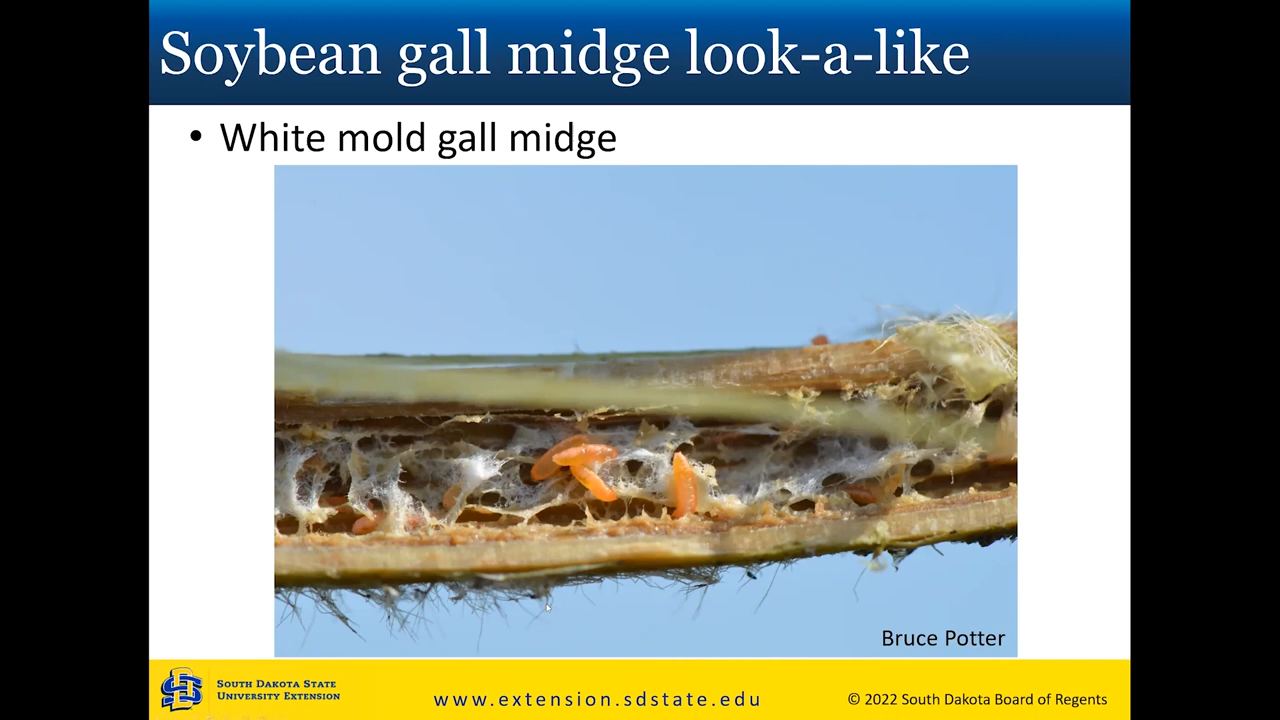 Soybean gall midge look-a-like
• White mold gall midge
Bruce Potter
SOUTH DAKOTA STATE
UNIVERSITY EXTENSION
www.extension.sdstate.edu
© 2022 South Dakota Board of Regents